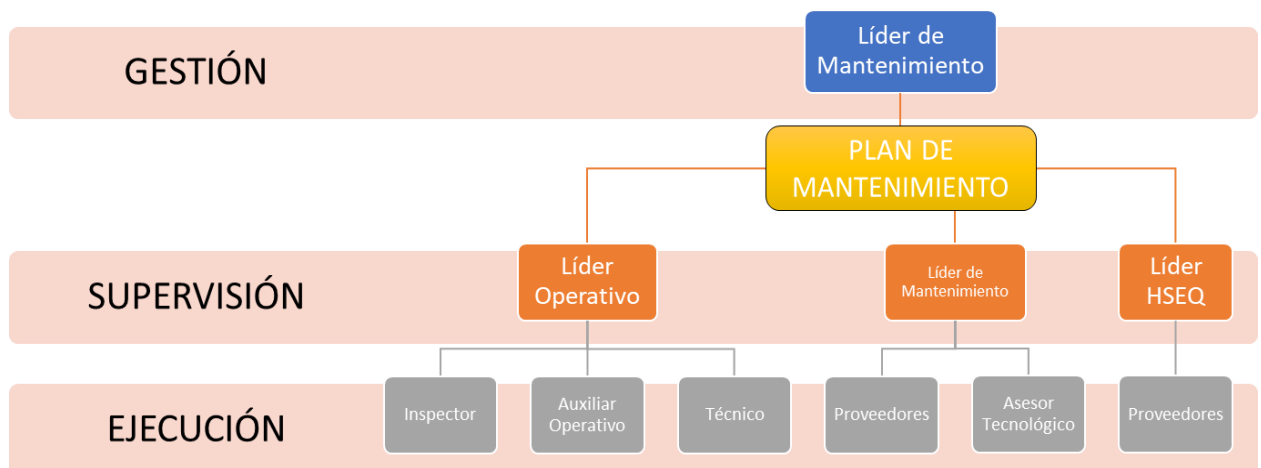 GESTIÓN
Líder de
Mantenimiento
PLAN DE
MANTENIMIENTO
SUPERVISIÓN
Líder
Operativo
Líder de
Mantenimiento
Líder
HSEQ
EJECUCIÓN
Inspector
Auxiliar
Operativo
Técnico
Proveedores
Asesor
Tecnológico
Proveedores